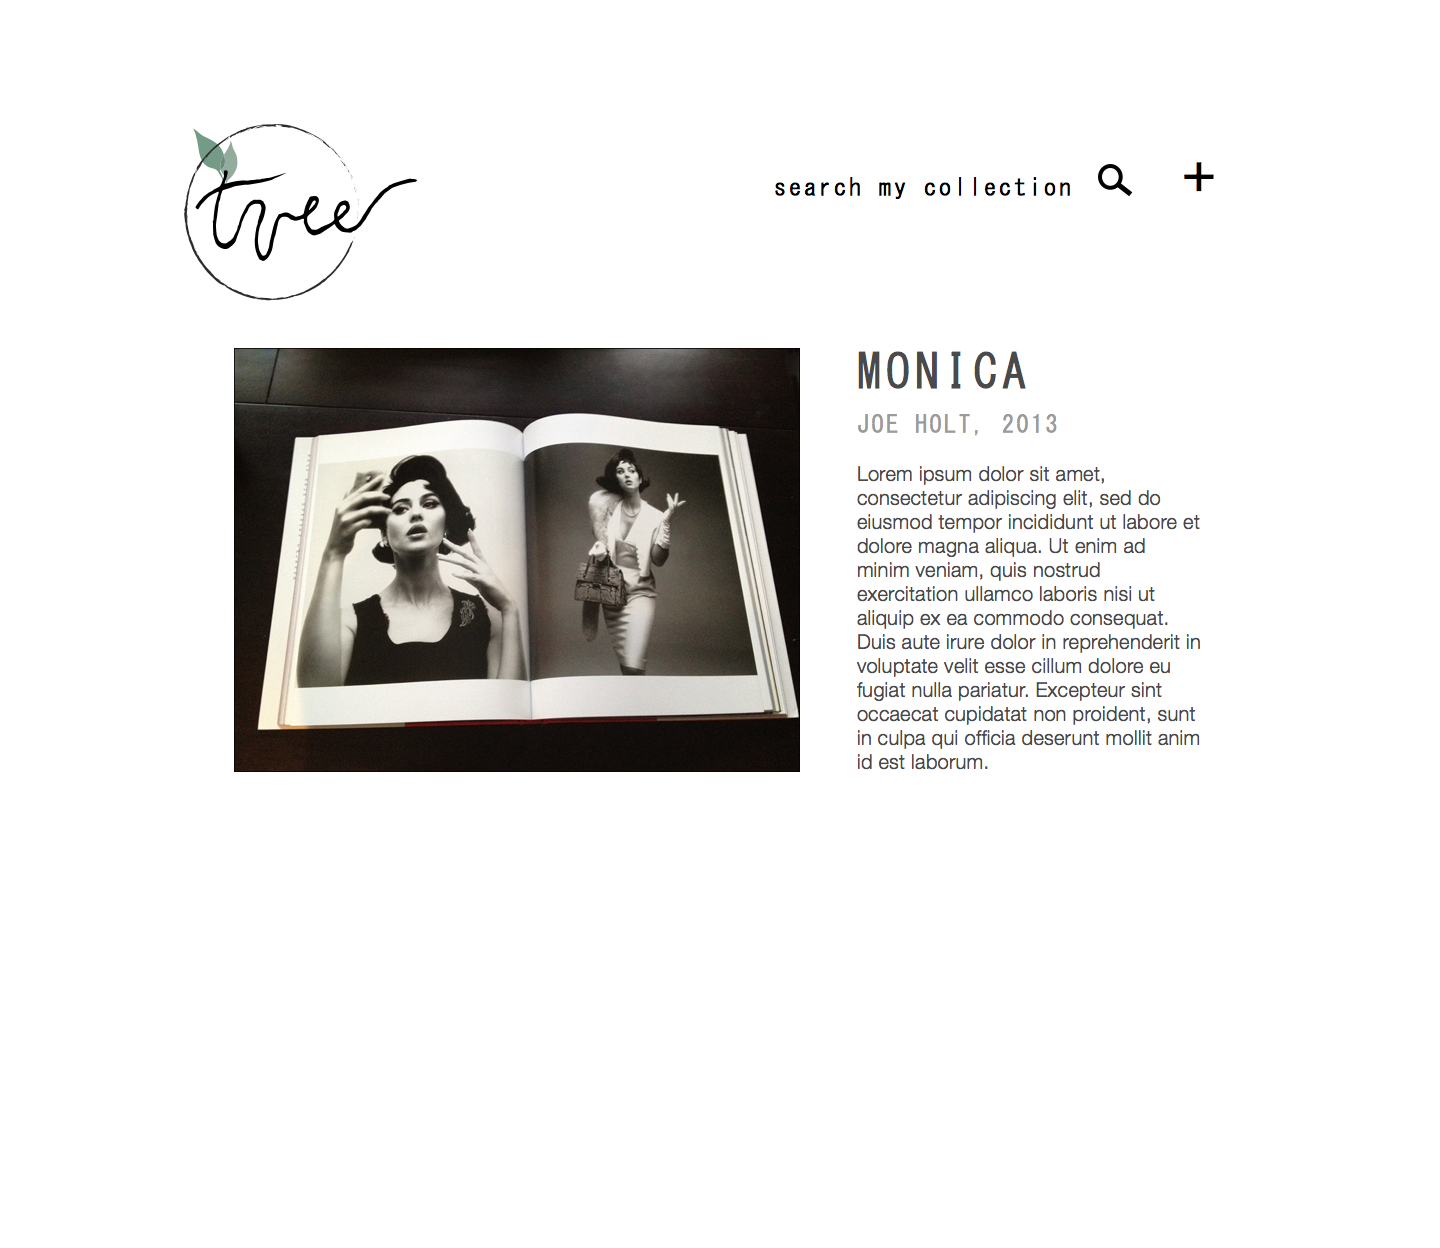 tree
search my collection
MONICA
JOE HOLT, 2013
Lorem ipsum dolor sit amet,
consectetur adipiscing elit, sed do
eiusmod tempor incididunt ut labore et
dolore magna aliqua. Ut enim ad
minim veniam, quis nostrud
exercitation ullamco laboris nisi ut
aliquip ex ea commodo consequat.
Duis aute irure dolor in reprehenderit in
voluptate velit esse cillum dolore eu
fugiat nulla pariatur. Excepteur sint
occaecat cupidatat non proident, sunt
in culpa qui officia deserunt mollit anim
id est laborum.